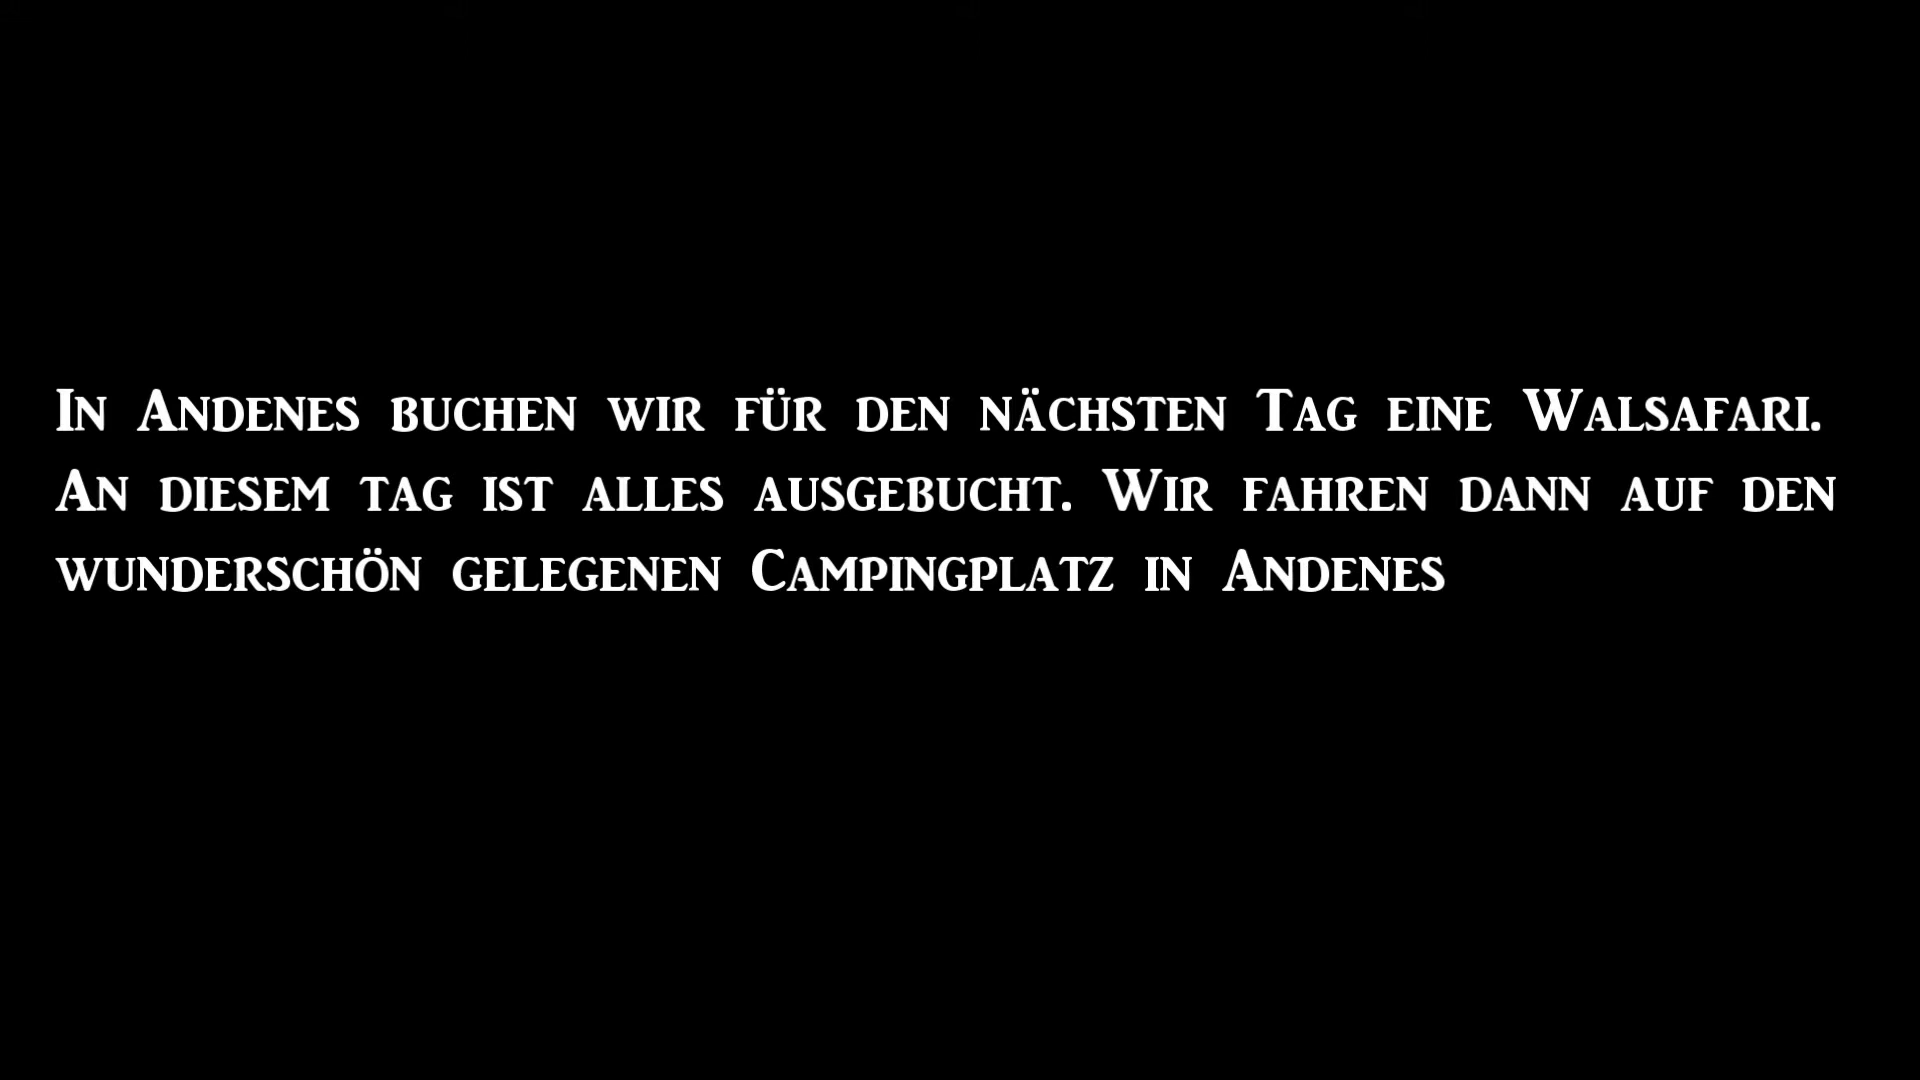 In Andenes buchen wir für den nächsten Tag eine Walsafari.
An diesem tag ist alles ausgebucht. Wir fahren dann auf den
wunderschön gelegenen Campingplatz in Andenes